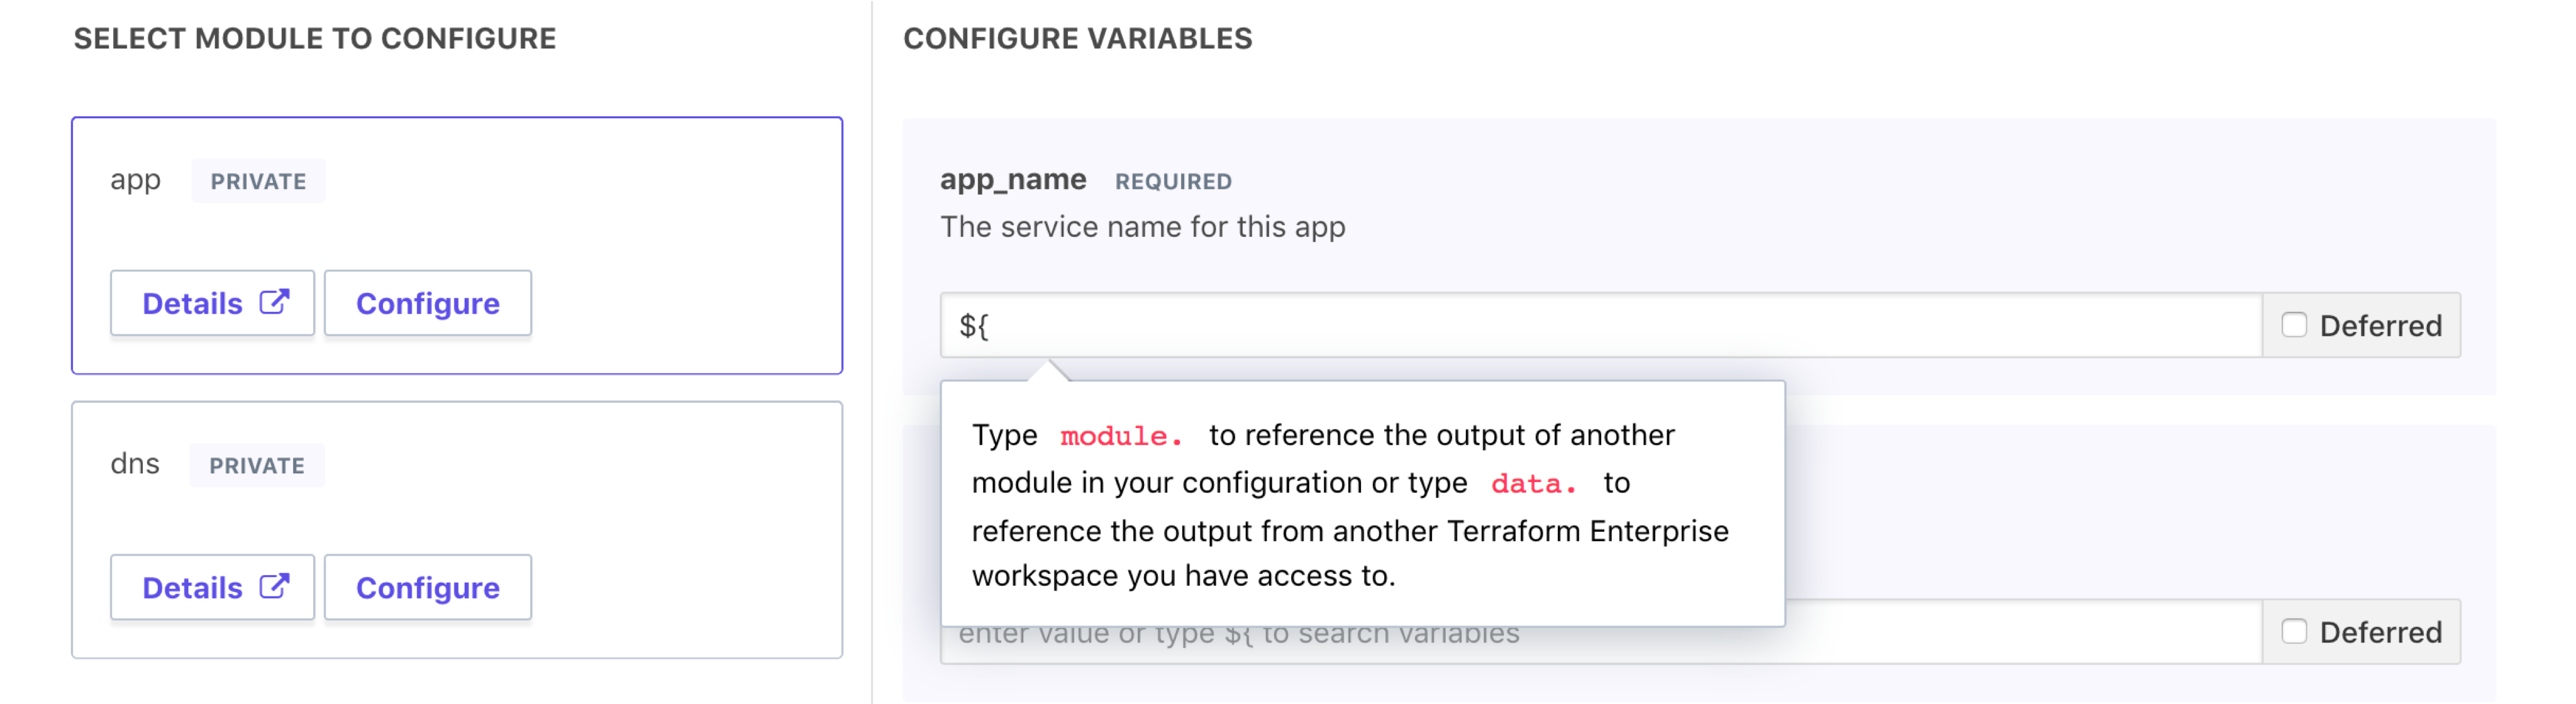 SELECT MODULE TO CONFIGURE
app PRIVATE
Details Configure
dns PRIVATE
Details Configure
CONFIGURE VARIABLES
app_name REQUIRED
The service name for this app
${
Deferred
Type module. to reference the output of another
module in your configuration or type data. to
reference the output from another Terraform Enterprise
workspace you have access to.
enter value or type ${ to search variables
Deferred